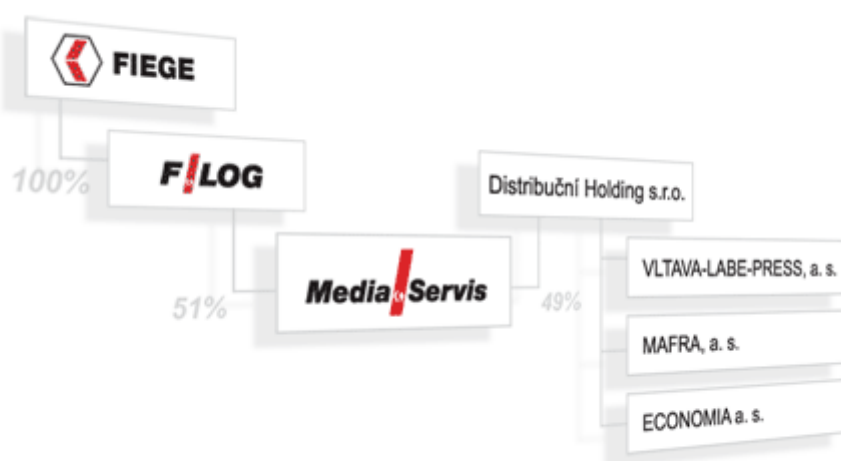 FIEGE
100%
F!LOG
51%
Media Servis
Distribuční Holding s.r.o.
49%
VLTAVA-LABE-PRESS, a. s.
MAFRA, a. s.
ECONOMIA a. s.